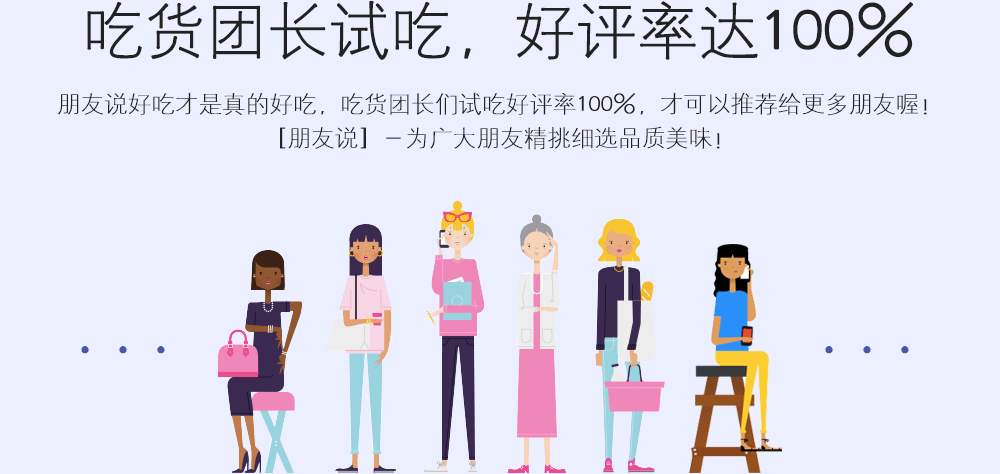 吃货团长试吃，好评率达100%
朋友说好吃才是真的好吃，吃货团长们试吃好评率100%，才可以推荐给更多朋友喔！
[朋友说] －为广大朋友精挑细选品质美味！